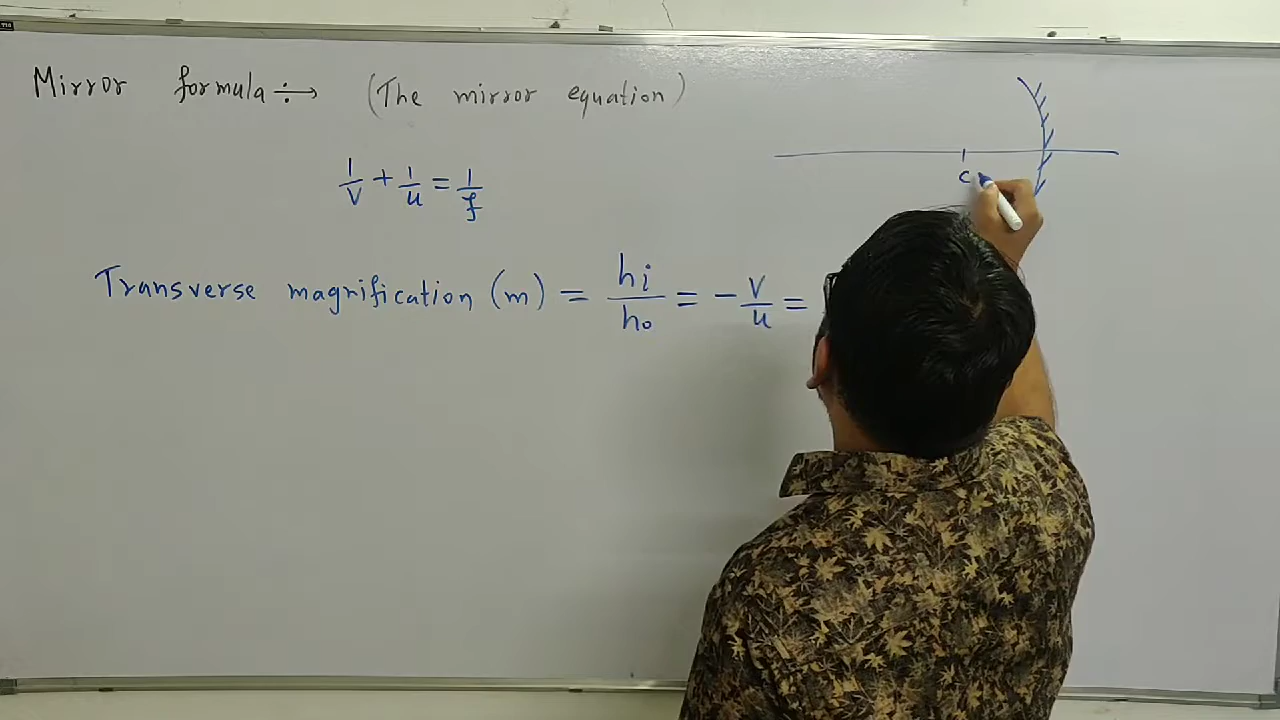 Mirror formula ÷→ (The mirror equation)
1/v + 1/u = 1/f
Transverse magnification (m) = hi/ho = - v/u =
C